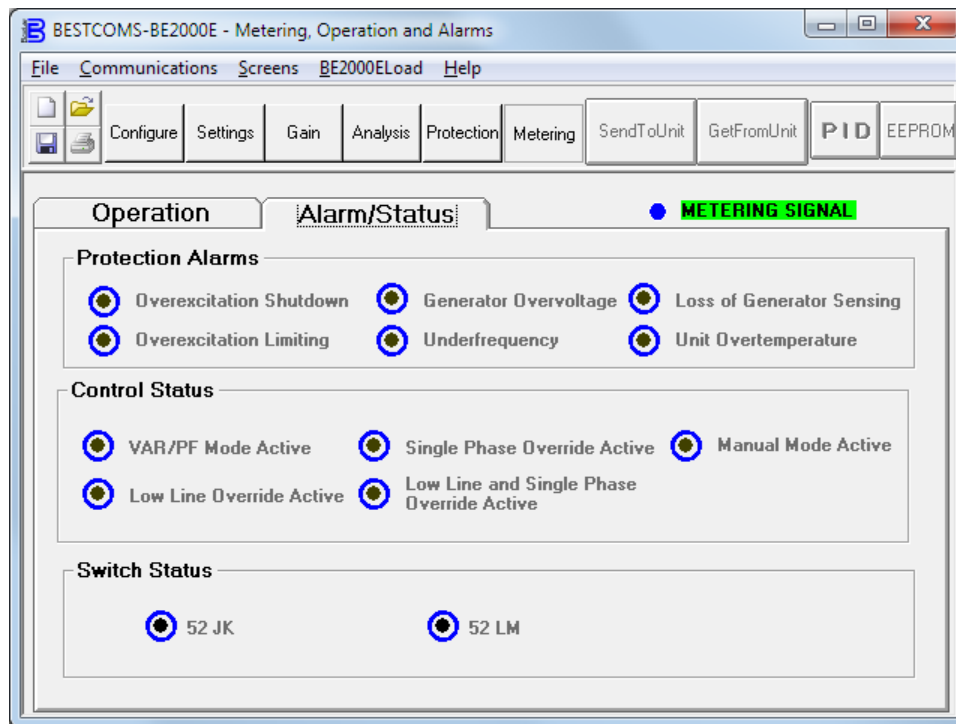 BESTCOMS-BE2000E - Metering, Operation and Alarms
File Communications Screens BE2000ELoad Help
Configure Settings Gain Analysis Protection Metering SendToUnit GetFromUnit PID EEPROM
Operation Alarm/Status METERING SIGNAL
Protection Alarms
Overexcitation Shutdown Generator Overvoltage Loss of Generator Sensing
Overexcitation Limiting Underfrequency Unit Overtemperature
Control Status
VAR/PF Mode Active Single Phase Override Active Manual Mode Active
Low Line Override Active Low Line and Single Phase
Override Active
Switch Status
52 JK 52 LM